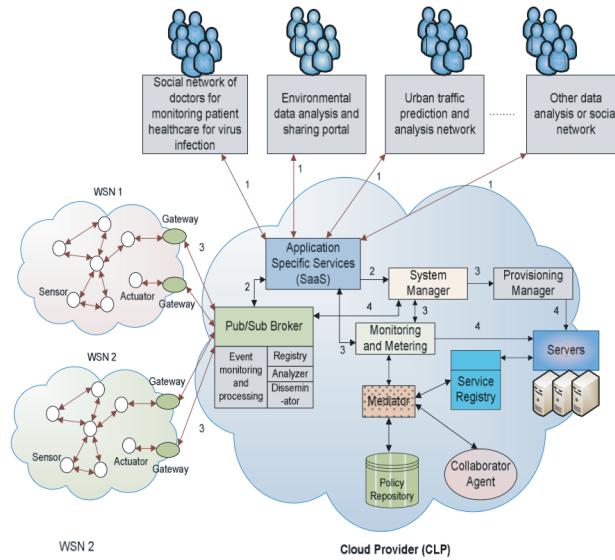 Social network of
doctors for
monitoring patient
healthcare for virus
infection
Environmental
data analysis and
sharing portal
Urban traffic
prediction and
analysis network
........
Other data
analysis or social
network
1
1
1
1
WSN 1
Gateway
3
Sensor
Actuator
Gateway
Application
Specific Services
(SaaS)
2
2
System
Manager
3
Provisioning
Manager
4
Pub/Sub Broker
3
3
Monitoring
and Metering
4
4
Servers
Event
monitoring
and
processing
Registry
Analyzer
Dissemin
-ator
Service
Registry
Mediator
Policy
Repository
Collaborator
Agent
WSN 2
Gateway
3
Sensor
Actuator
Gateway
WSN 2
Cloud Provider (CLP)